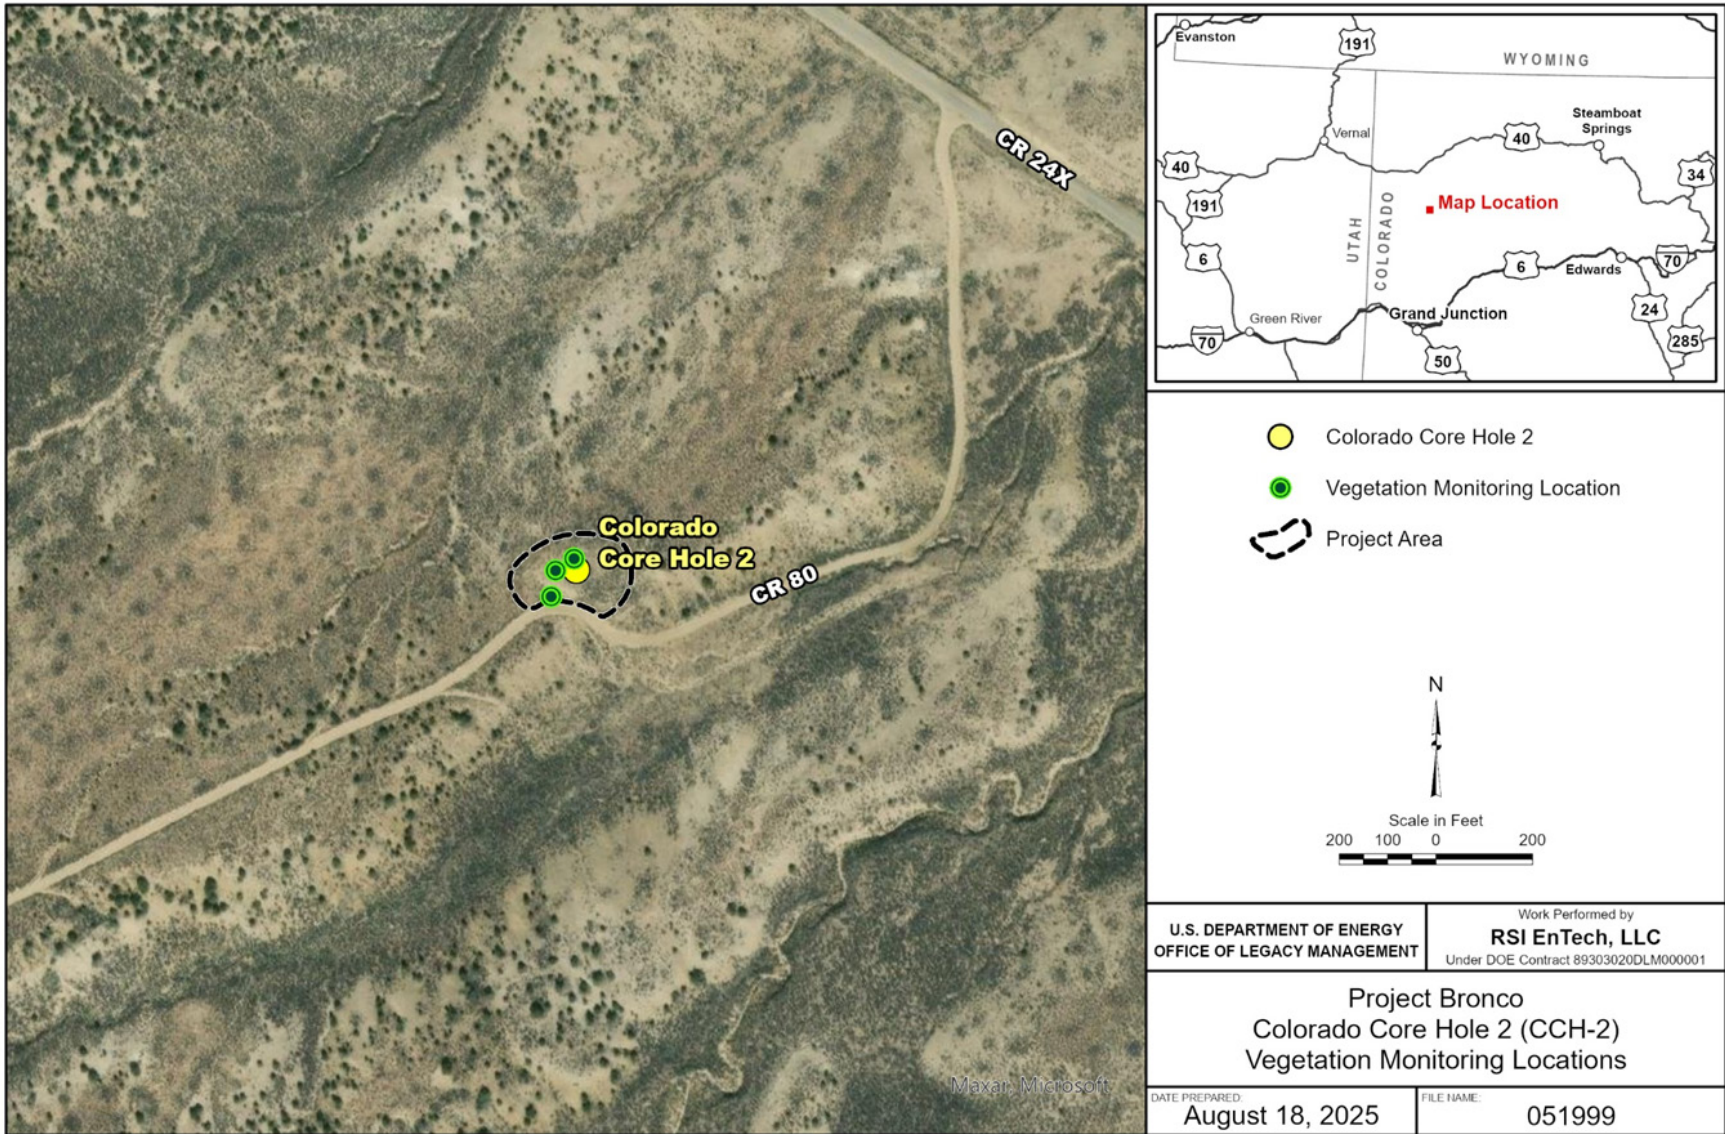 CR 24X
Colorado
Core Hole 2
CR 80
Maxar, Microsoft
Evanston
191
WYOMING
Steamboat
Springs
Vernal
40
40
34
191
Map Location
UTAH
COLORADO
6
6
Edwards
70
Green River
Grand Junction
24
70
50
285
Colorado Core Hole 2
Vegetation Monitoring Location
Project Area
N
Scale in Feet
200 100 0 200
U.S. DEPARTMENT OF ENERGY
OFFICE OF LEGACY MANAGEMENT
Work Performed by
RSI EnTech, LLC
Under DOE Contract 89303020DLM000001
Project Bronco
Colorado Core Hole 2 (CCH-2)
Vegetation Monitoring Locations
DATE PREPARED:
August 18, 2025
FILE NAME:
051999